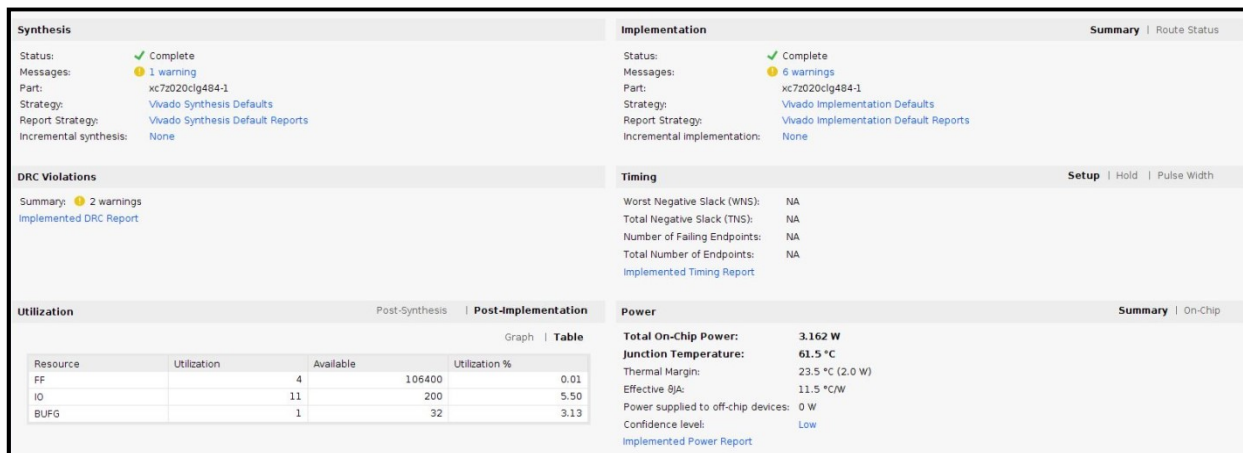 Synthesis
Status: Complete
Messages: 1 warning
Part: xc7z020clg484-1
Strategy: Vivado Synthesis Defaults
Report Strategy: Vivado Synthesis Default Reports
Incremental synthesis: None
Implementation Summary | Route Status
Status: Complete
Messages: 6 warnings
Part: xc7z020clg484-1
Strategy: Vivado Implementation Defaults
Report Strategy: Vivado Implementation Default Reports
Incremental implementation: None
DRC Violations
Summary: 2 warnings
Implemented DRC Report
Timing Setup | Hold | Pulse Width
Worst Negative Slack (WNS): NA
Total Negative Slack (TNS): NA
Number of Failing Endpoints: NA
Total Number of Endpoints: NA
Implemented Timing Report
Utilization Post-Synthesis | Post-Implementation
Graph | Table
Resource Utilization Available Utilization %
FF 4 106400 0.01
IO 11 200 5.50
BUFG 1 32 3.13
Power Summary | On-Chip
Total On-Chip Power: 3.162 W
Junction Temperature: 61.5 °C
Thermal Margin: 23.5 °C (2.0 W)
Effective ϑJA: 11.5 °C/W
Power supplied to off-chip devices: 0 W
Confidence level: Low
Implemented Power Report